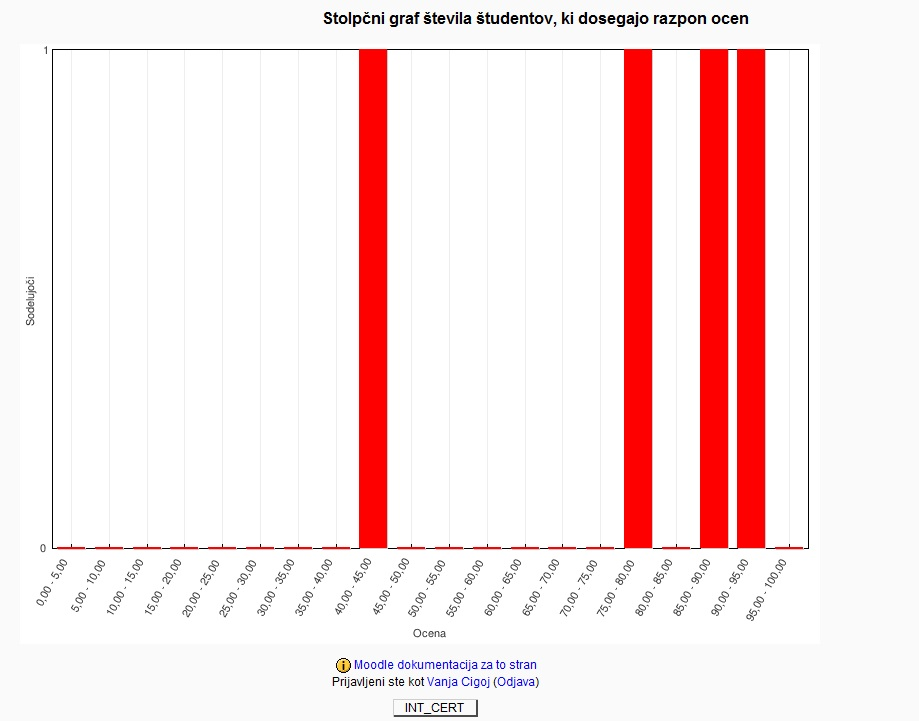 Stolpčni graf števila študentov, ki dosegajo razpon ocen
1
Sodelujoči
0
0,00 - 5,00
5,00 - 10,00
10,00 - 15,00
15,00 - 20,00
20,00 - 25,00
25,00 - 30,00
30,00 - 35,00
35,00 - 40,00
40,00 - 45,00
45,00 - 50,00
50,00 - 55,00
55,00 - 60,00
60,00 - 65,00
65,00 - 70,00
70,00 - 75,00
75,00 - 80,00
80,00 - 85,00
85,00 - 90,00
90,00 - 95,00
95,00 - 100,00
Ocena
Moodle dokumentacija za to stran
Prijavljeni ste kot Vanja Cigoj (Odjava)
INT_CERT